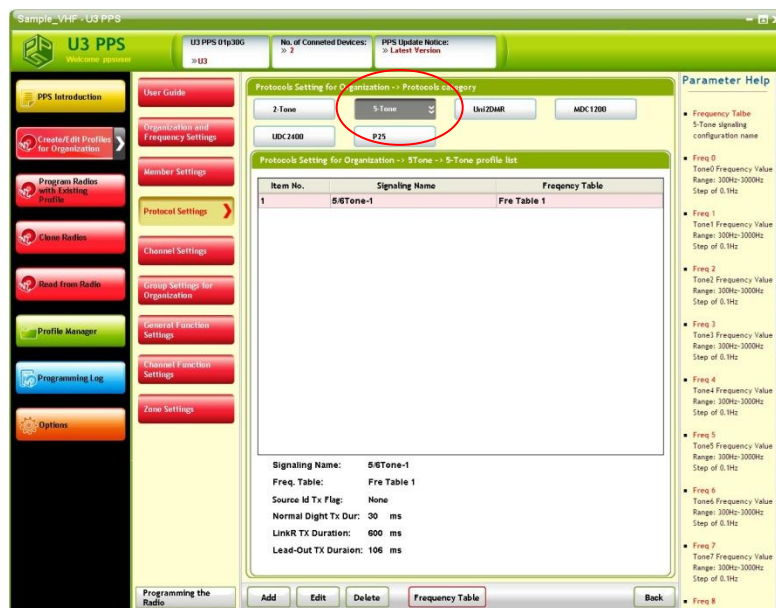 Sample_VHF - U3 PPS
U3 PPS
Welcome ppsuser
U3 PPS 01p30G
»U3
No. of Conneted Devices:
» 2
PPS Update Notice:
» Latest Version
PPS Introduction
Create/Edit Profiles
for Organization
Program Radios
with Existing
Profile
Clone Radios
Read from Radio
Profile Manager
Programming Log
Options
User Guide
Organization and
Frequency Settings
Member Settings
Protocol Settings
Channel Settings
Group Settings for
Organization
General Function
Settings
Channel Function
Settings
Zone Settings
Programming the
Radio
Protocols Setting for Organization -> Protocols category
2-Tone
5-Tone
Uni2DMR
MDC1200
UDC2400
P25
Protocols Setting for Organization -> 5Tone -> 5-Tone profile list
Item No. Signaling Name Freqency Table
1 5/6Tone-1 Fre Table 1
Signaling Name: 5/6Tone-1
Freq. Table: Fre Table 1
Source Id Tx Flag: None
Normal Dight Tx Dur: 30 ms
LinkR TX Duration: 600 ms
Lead-Out TX Duraion: 106 ms
Add
Edit
Delete
Frequency Table
Back
Parameter Help
Frequency Talbe
5-Tone signaling
configuration name
Freq 0
Tone0 Frequency Value
Range: 300Hz-3000Hz
Step of 0.1Hz
Freq 1
Tone1 Frequency Value
Range: 300Hz-3000Hz
Step of 0.1Hz
Freq 2
Tone2 Frequency Value
Range: 300Hz-3000Hz
Step of 0.1Hz
Freq 3
Tone3 Frequency Value
Range: 300Hz-3000Hz
Step of 0.1Hz
Freq 4
Tone4 Frequency Value
Range: 300Hz-3000Hz
Step of 0.1Hz
Freq 5
Tone5 Frequency Value
Range: 300Hz-3000Hz
Step of 0.1Hz
Freq 6
Tone6 Frequency Value
Range: 300Hz-3000Hz
Step of 0.1Hz
Freq 7
Tone7 Frequency Value
Range: 300Hz-3000Hz
Step of 0.1Hz
Freq 8